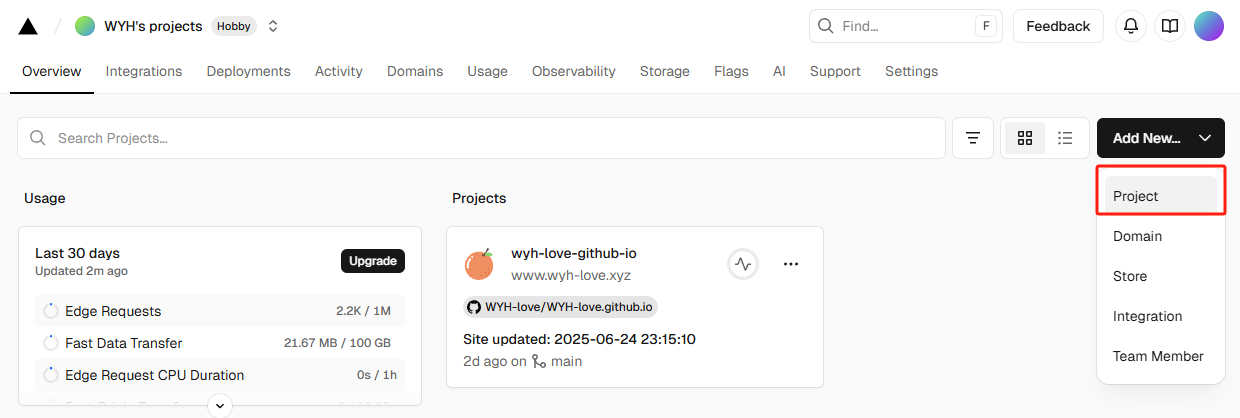 WYH's projects Hobby Find... F Feedback
Overview Integrations Deployments Activity Domains Usage Observability Storage Flags AI Support Settings
Search Projects... Add New...
Project
Domain
Store
Integration
Team Member
Usage
Last 30 days
Updated 2m ago
Upgrade
Edge Requests 2.2K / 1M
Fast Data Transfer 21.67 MB / 100 GB
Edge Request CPU Duration 0s / 1h
Projects
wyh-love-github-io
www.wyh-love.xyz
WYH-love/WYH-love.github.io
Site updated: 2025-06-24 23:15:10
2d ago on main